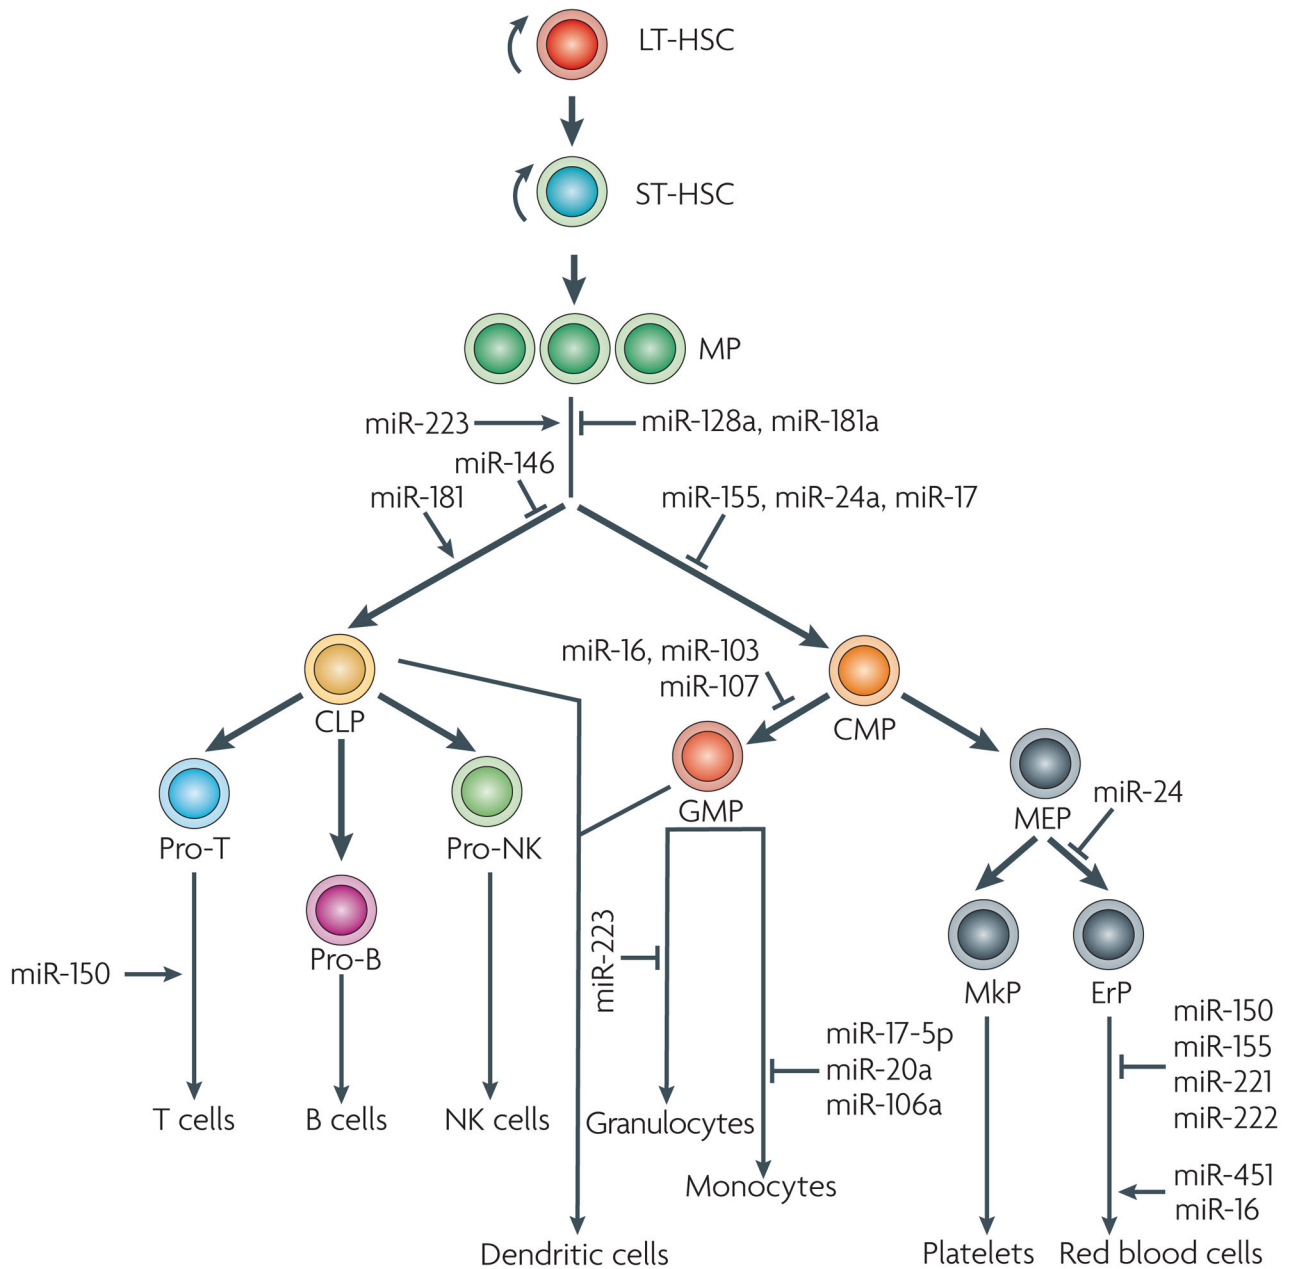 LT-HSC
ST-HSC
MP
miR-223
miR-128a, miR-181a
miR-146
miR-181
miR-155, miR-24a, miR-17
miR-16, miR-103
miR-107
CLP
CMP
GMP
MEP
miR-24
Pro-T
Pro-NK
Pro-B
miR-150
miR-223
MkP
ErP
miR-150
miR-155
miR-221
miR-222
miR-17-5p
miR-20a
miR-106a
T cells
B cells
NK cells
Granulocytes
Monocytes
miR-451
miR-16
Dendritic cells
Platelets
Red blood cells